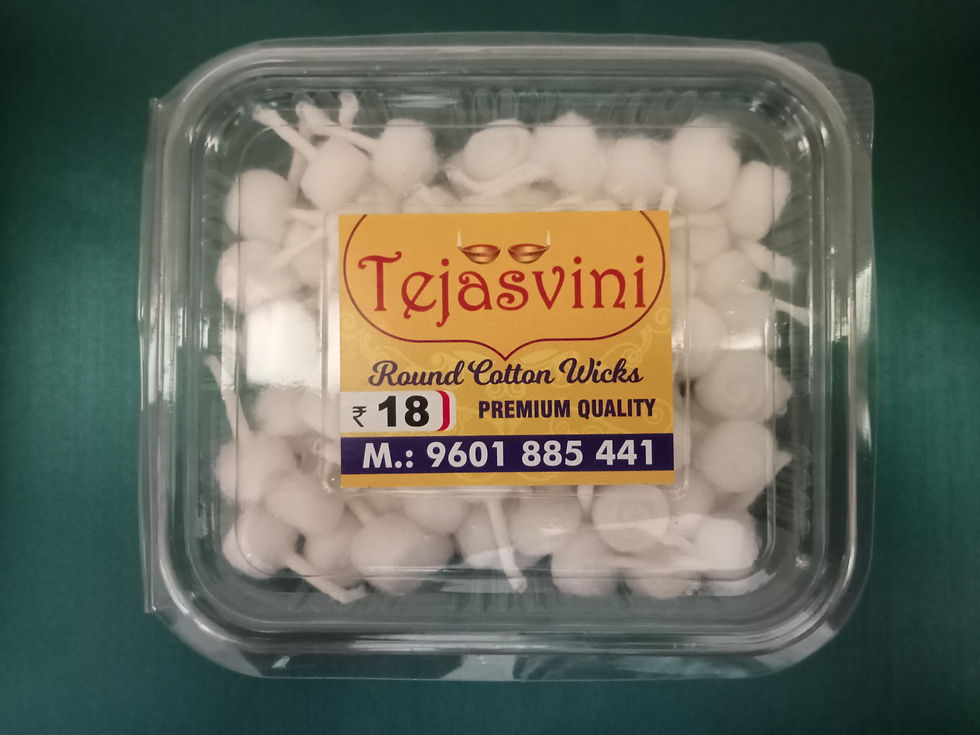 Tejasvini
Round Cotton Wicks
₹ 18 PREMIUM QUALITY
M.: 9601 885 441